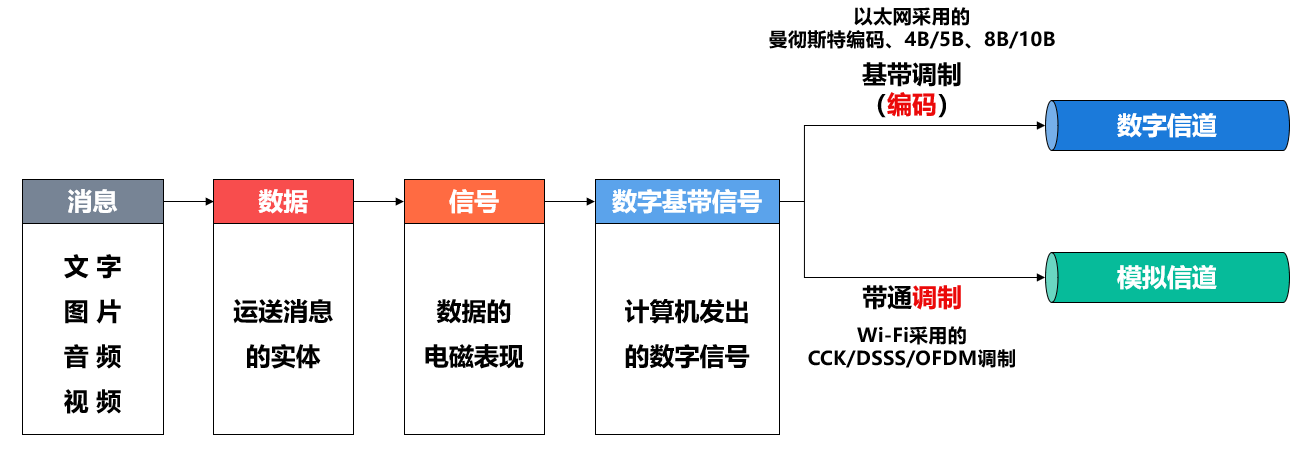 以太网采用的
曼彻斯特编码、4B/5B、8B/10B
基带调制
（编码）
数字信道
消息
数据
信号
数字基带信号
文 字
图 片
音 频
视 频
运送消息
的实体
数据的
电磁表现
计算机发出
的数字信号
模拟信道
带通调制
Wi-Fi采用的
CCK/DSSS/OFDM调制